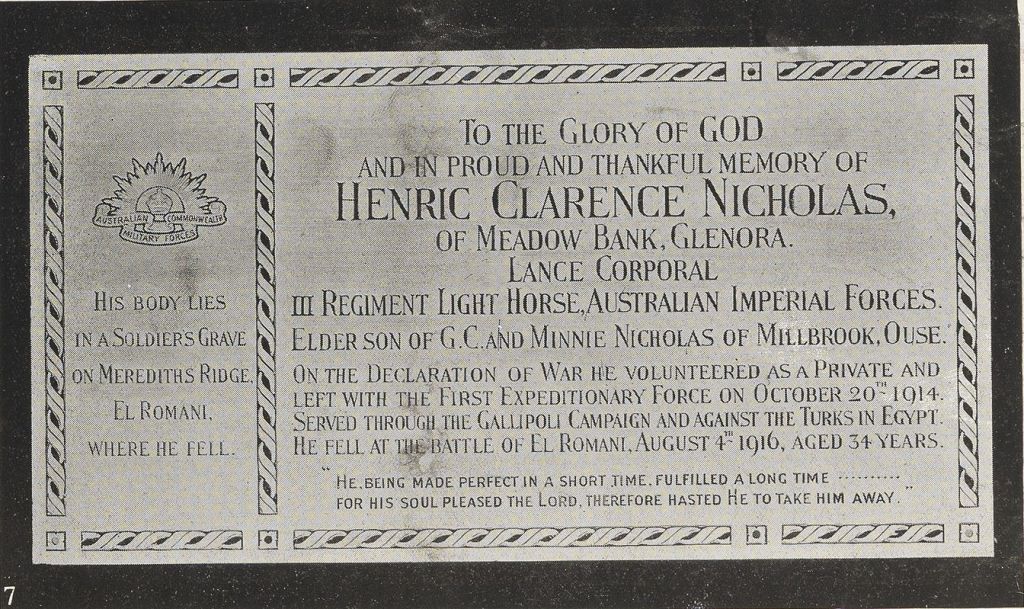 AUSTRALIAN COMMONWEALTH
MILITARY FORCES
HIS BODY LIES
IN A SOLDIERS GRAVE
ON MEREDITHS RIDGE,
EL ROMANI,
WHERE HE FELL.
TO THE GLORY OF GOD
AND IN PROUD AND THANKFUL MEMORY OF
HENRIC CLARENCE NICHOLAS,
OF MEADOW BANK, GLENORA.
LANCE CORPORAL
III REGIMENT LIGHT HORSE, AUSTRALIAN IMPERIAL FORCES.
ELDER SON OF G.C. AND MINNIE NICHOLAS OF MILLBROOK, OUSE.
ON THE DECLARATION OF WAR HE VOLUNTEERED AS A PRIVATE AND
LEFT WITH THE FIRST EXPEDITIONARY FORCE ON OCTOBER 20TH 1914.
SERVED THROUGH THE GALLIPOLI CAMPAIGN AND AGAINST THE TURKS IN EGYPT.
HE FELL AT THE BATTLE OF EL ROMANI, AUGUST 4TH 1916, AGED 34 YEARS.
"HE, BEING MADE PERFECT IN A SHORT TIME, FULFILLED A LONG TIME ..........
FOR HIS SOUL PLEASED THE LORD, THEREFORE HASTED HE TO TAKE HIM AWAY."
7